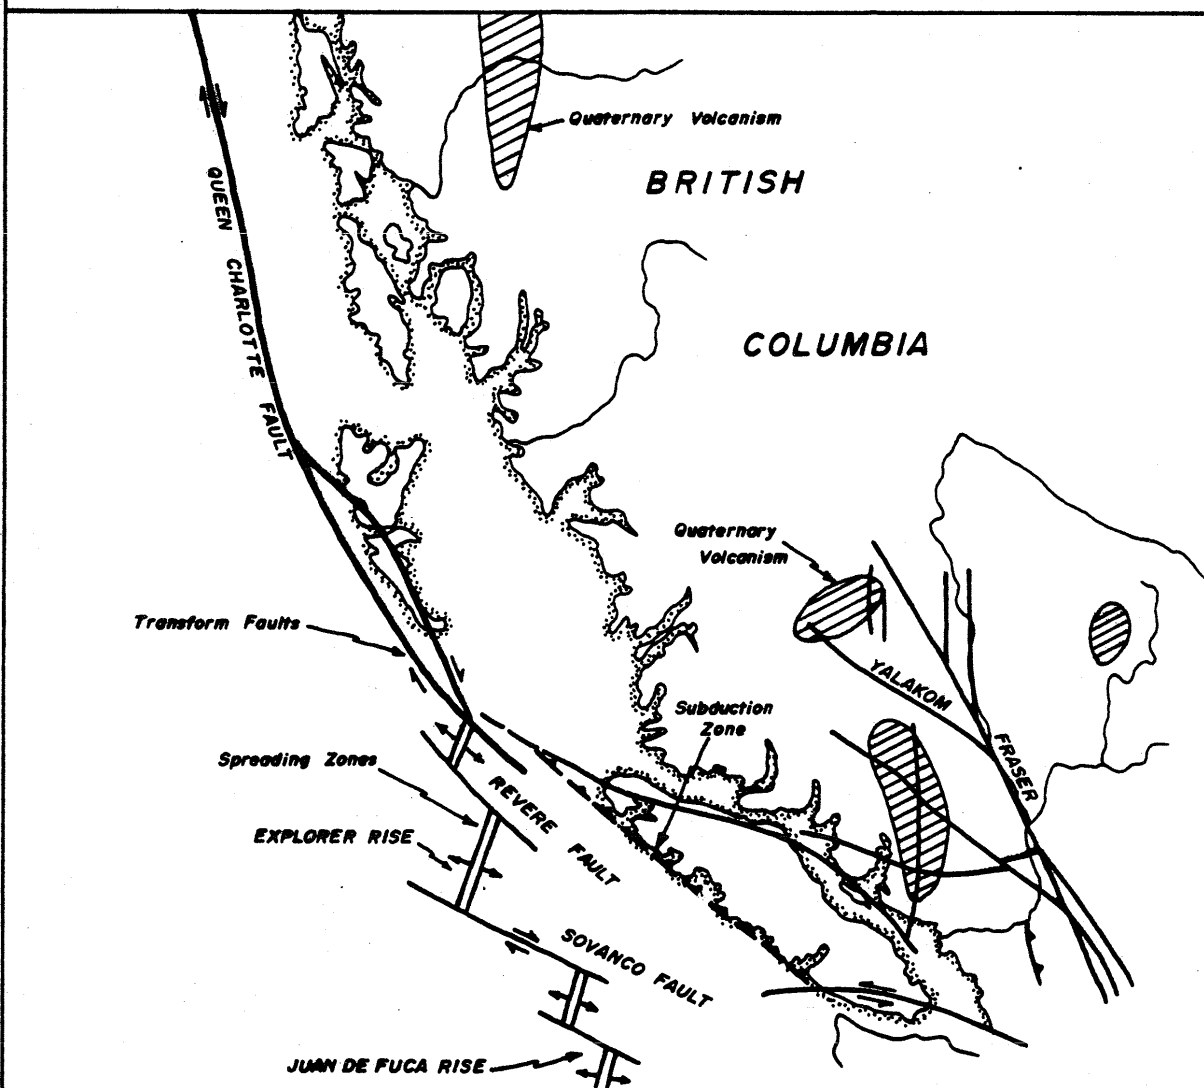 Quaternary Volcanism
BRITISH
QUEEN CHARLOTTE FAULT
COLUMBIA
Quaternary
Volcanism
Transform Faults
YALAKOM
Subduction
Zone
FRASER
Spreading Zones
REVERE FAULT
EXPLORER RISE
SOVANCO FAULT
JUAN DE FUCA RISE